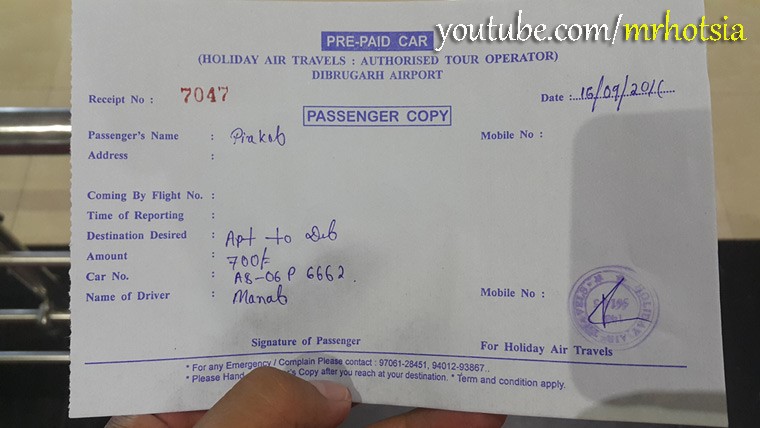 youtube.com/mrhotsia
PRE-PAID CAR
(HOLIDAY AIR TRAVELS : AUTHORISED TOUR OPERATOR)
DIBRUGARH AIRPORT
Receipt No : 7047 Date : 16/09/201
PASSENGER COPY
Passenger's Name : Mobile No :
Address :
Coming By Flight No. :
Time of Reporting :
Destination Desired : Apt to Dib
Amount : 700/-
Car No. : AS-06 P 6662.
Name of Driver : Manab Mobile No :
Signature of Passenger For Holiday Air Travels
* For any Emergency / Complain Please contact : 97061-28451, 94012-93867..
* Please Hand Copy after you reach at your destination. * Term and condition apply.